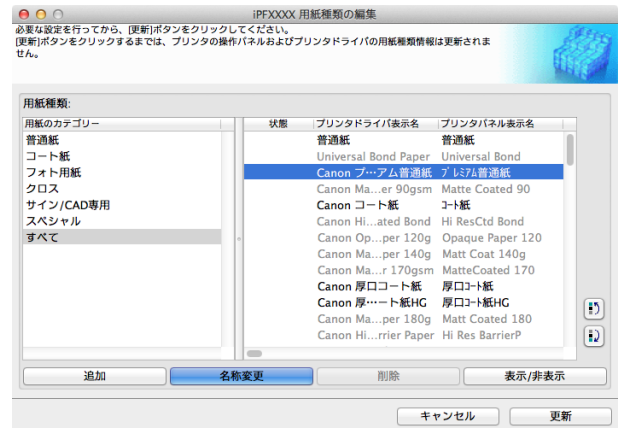 iPFXXXX 用紙種類の編集
必要な設定を行ってから、[更新]ボタンをクリックしてください。
[更新]ボタンをクリックするまでは、プリンタの操作パネルおよびプリンタドライバの用紙種類情報は更新されま
せん。
用紙種類:
用紙のカテゴリー 状態 プリンタドライバ表示名 プリンタパネル表示名
普通紙 普通紙 普通紙
コート紙 Universal Bond Paper Universal Bond
フォト用紙 Canon プ…アム普通紙 プレミアム普通紙
クロス Canon Ma...er 90gsm Matte Coated 90
サイン/CAD専用 Canon コート紙 コート紙
スペシャル Canon Hi...ated Bond Hi ResCtd Bond
すべて Canon Op...per 120g Opaque Paper 120
Canon Ma...per 140g Matt Coat 140g
Canon Ma...r 170gsm MatteCoated 170
Canon 厚口コート紙 厚口コート紙
Canon 厚…ート紙HG 厚口コート紙HG
Canon Ma...per 180g Matt Coated 180
Canon Hi...rrier Paper Hi Res BarrierP
追加 名称変更 削除 表示/非表示
キャンセル 更新